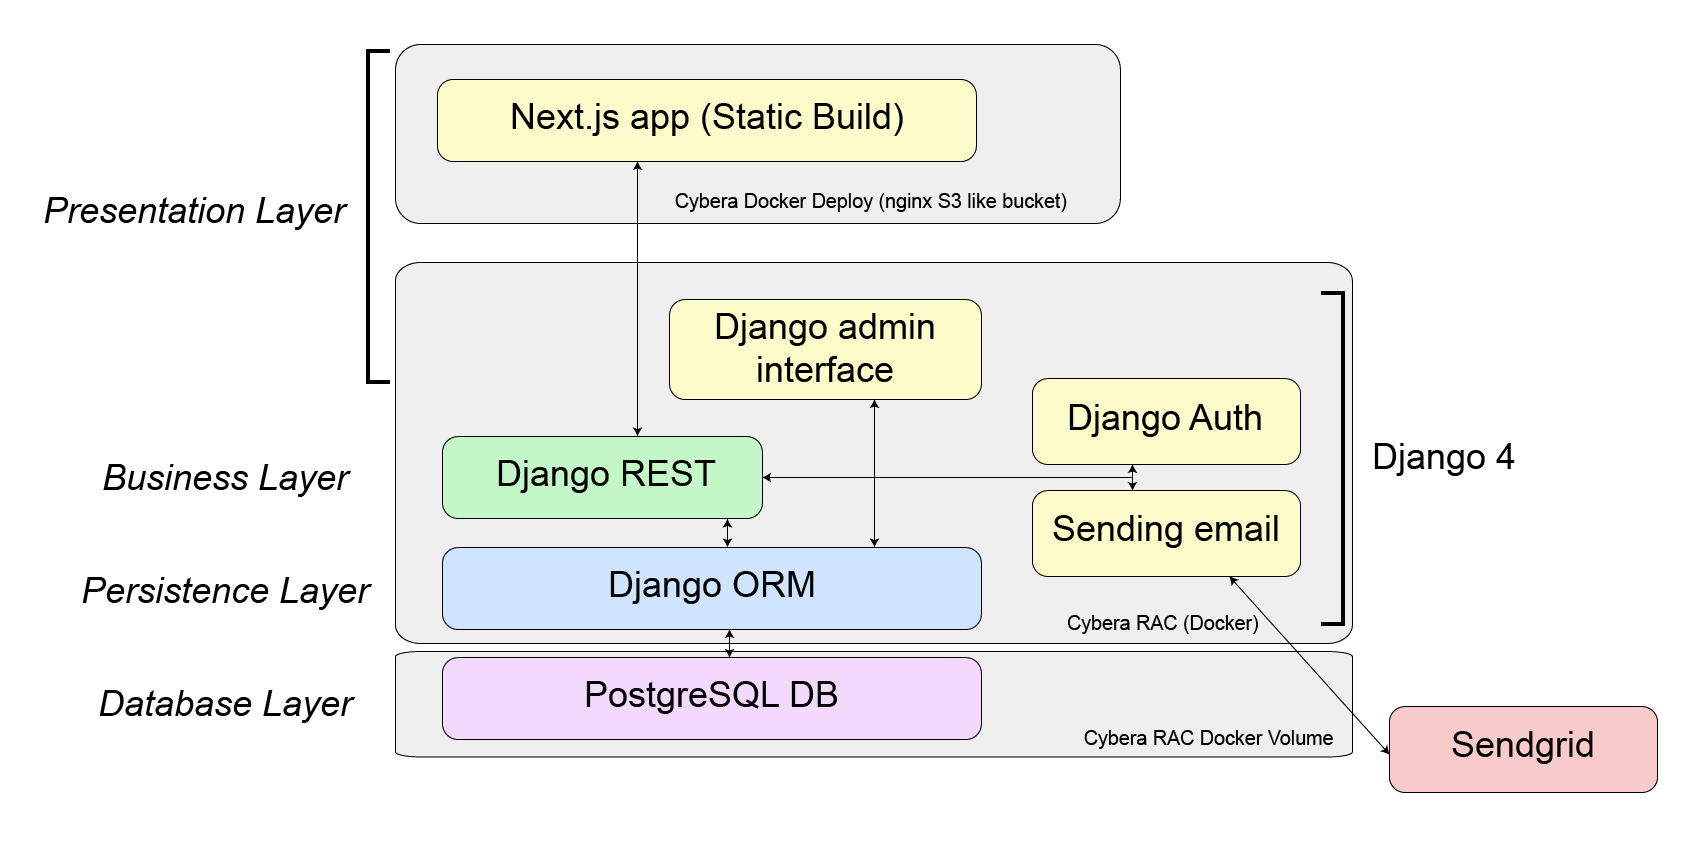 Next.js app (Static Build)
Cybera Docker Deploy (nginx S3 like bucket)
Presentation Layer
Django admin
interface
Django Auth
Django 4
Business Layer
Django REST
Sending email
Persistence Layer
Django ORM
Cybera RAC (Docker)
Database Layer
PostgreSQL DB
Cybera RAC Docker Volume
Sendgrid